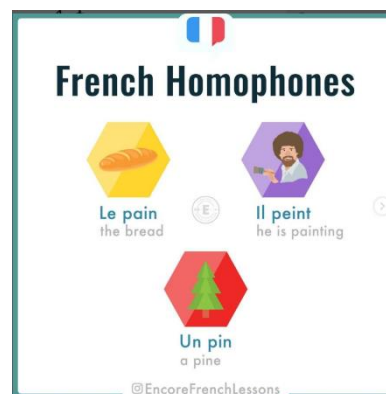 French Homophones
Le pain
the bread
E
Il peint
he is painting
Un pin
a pine
@EncoreFrenchLessons